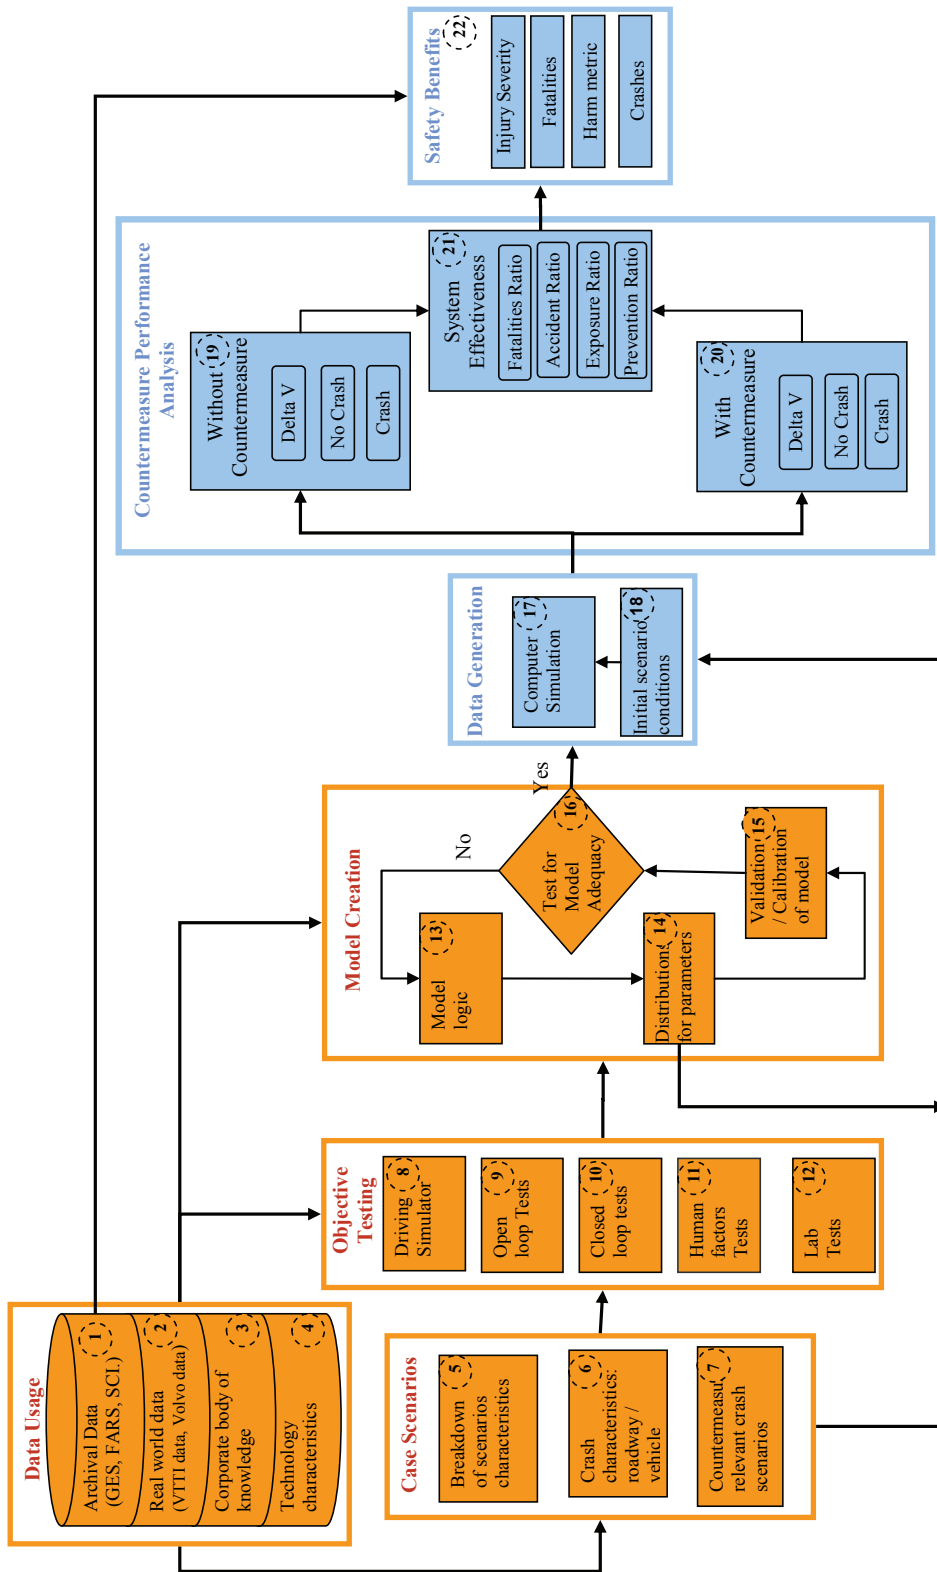 Data Usage
Archival Data
(GES, FARS, SCI.)
1
Real world data
(VTTI data, Volvo data)
2
Corporate body of
knowledge
3
Technology
characteristics
4
Case Scenarios
Breakdown
of scenarios
characteristics
5
Crash
characteristics:
roadway /
vehicle
6
Countermeasu
relevant crash
scenarios
7
Objective
Testing
Driving
Simulator
8
Open
loop Tests
9
Closed
loop tests
10
Human
factors
Tests
11
Lab
Tests
12
Model Creation
Model
logic
13
Distributions
for parameters
14
Validation
/ Calibration
of model
15
Test for
Model
Adequacy
16
No
Yes
Data Generation
Computer
Simulation
17
Initial scenario
conditions
18
Countermeasure Performance
Analysis
Without
Countermeasure
19
Delta V
No Crash
Crash
With
Countermeasure
20
Delta V
No Crash
Crash
System
Effectiveness
21
Fatalities Ratio
Accident Ratio
Exposure Ratio
Prevention Ratio
Safety Benefits
22
Injury Severity
Fatalities
Harm metric
Crashes